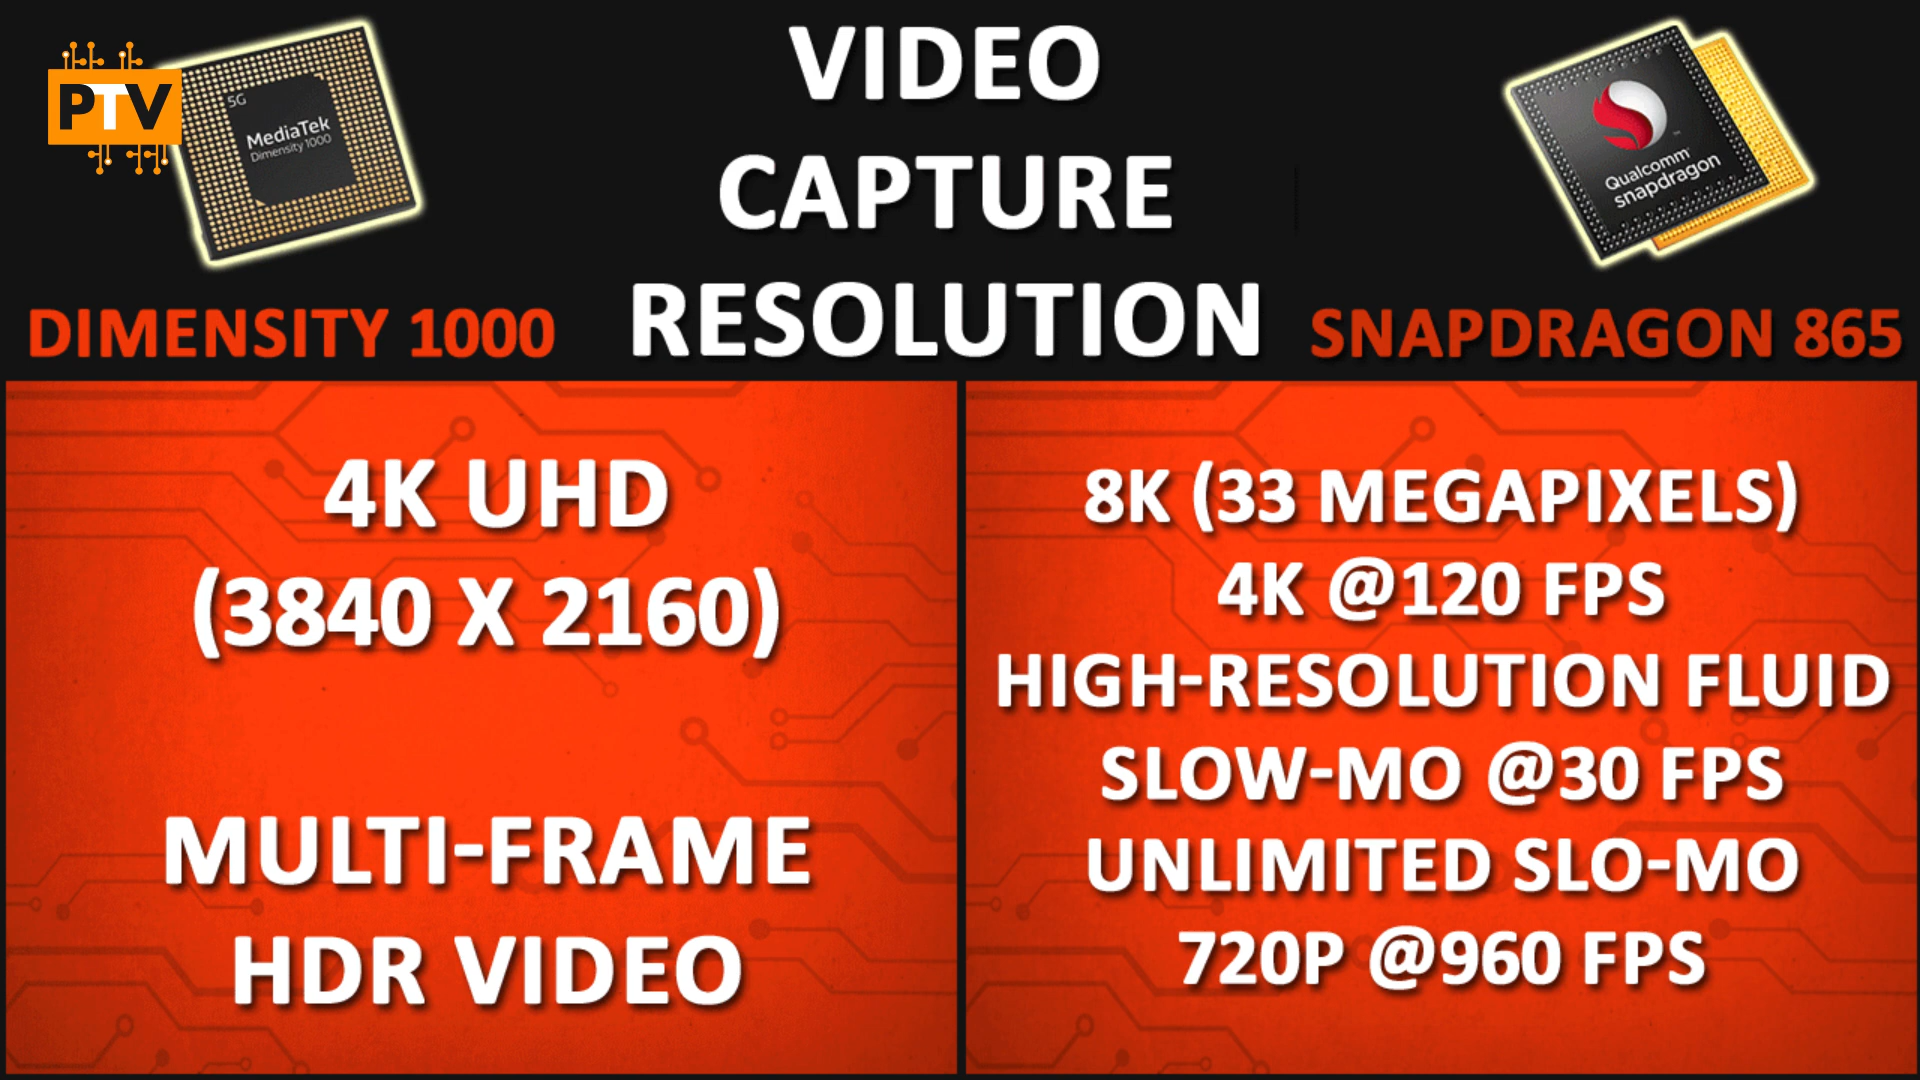 PTV
5G
MediaTek
Dimensity 1000
VIDEO
CAPTURE
RESOLUTION
Qualcomm
snapdragon
DIMENSITY 1000
SNAPDRAGON 865
4K UHD
(3840 X 2160)
MULTI-FRAME
HDR VIDEO
8K (33 MEGAPIXELS)
4K @120 FPS
HIGH-RESOLUTION FLUID
SLOW-MO @30 FPS
UNLIMITED SLO-MO
720P @960 FPS